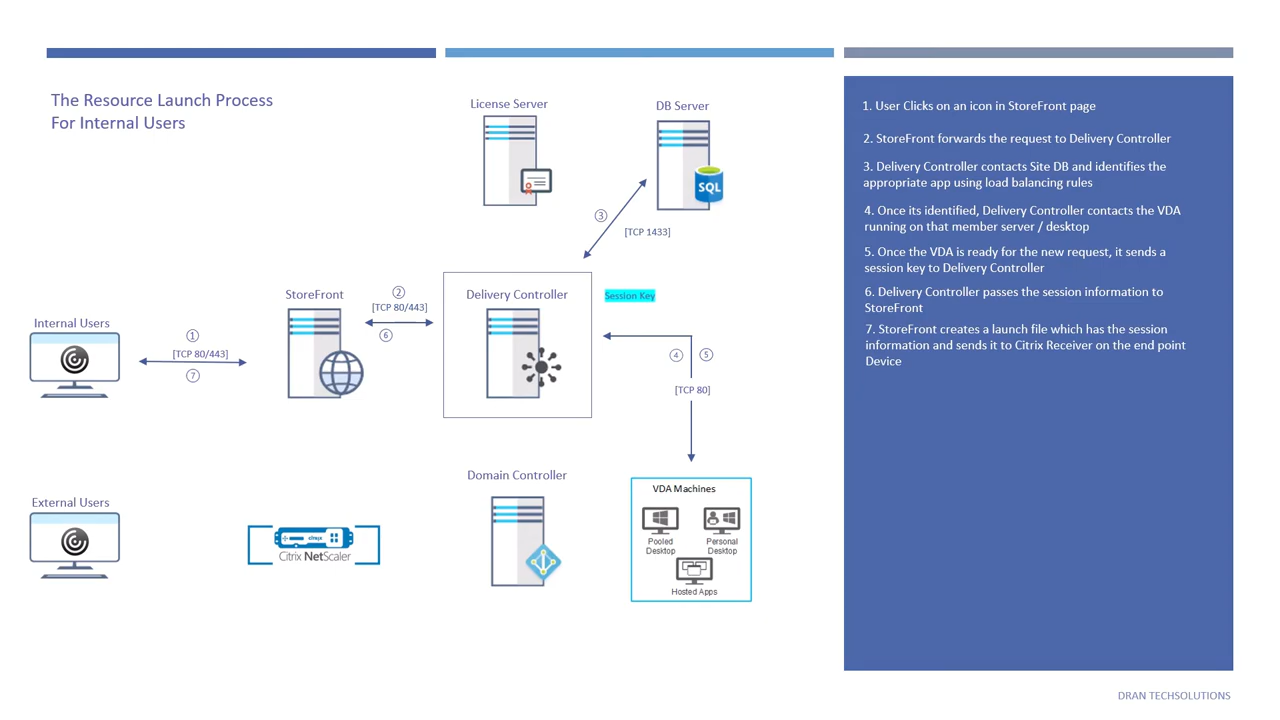 The Resource Launch Process
For Internal Users
License Server
DB Server
SQL
③
[TCP 1433]
StoreFront
②
[TCP 80/443]
⑥
Delivery Controller
Session Key
Internal Users
①
[TCP 80/443]
⑦
④
⑤
[TCP 80]
External Users
citrix
Citrix NetScaler
Domain Controller
VDA Machines
Pooled
Desktop
Personal
Desktop
Hosted Apps
1. User Clicks on an icon in StoreFront page
2. StoreFront forwards the request to Delivery Controller
3. Delivery Controller contacts Site DB and identifies the
appropriate app using load balancing rules
4. Once its identified, Delivery Controller contacts the VDA
running on that member server / desktop
5. Once the VDA is ready for the new request, it sends a
session key to Delivery Controller
6. Delivery Controller passes the session information to
StoreFront
7. StoreFront creates a launch file which has the session
information and sends it to Citrix Receiver on the end point
Device
DRAN TECHSOLUTIONS